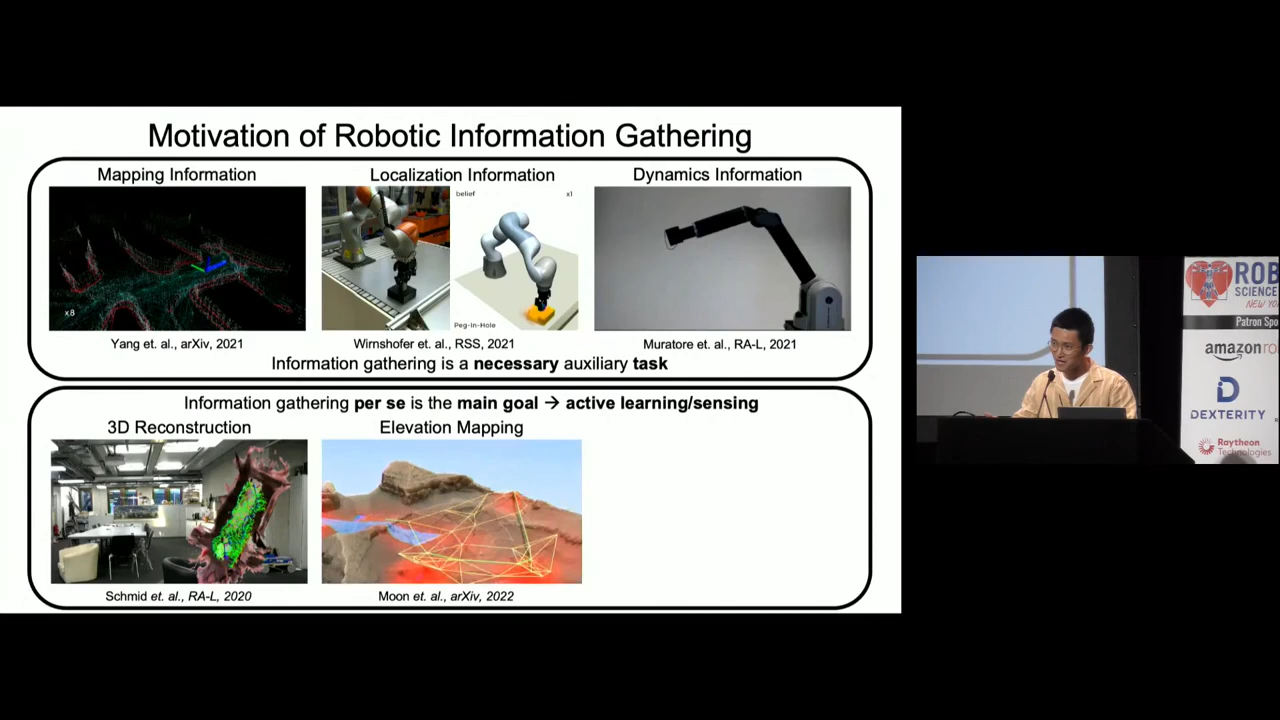 Motivation of Robotic Information Gathering
Mapping Information
Localization Information
Dynamics Information
belief
x1
x8
Peg-In-Hole
Yang et. al., arXiv, 2021
Wirnshofer et. al., RSS, 2021
Muratore et. al., RA-L, 2021
Information gathering is a necessary auxiliary task
Information gathering per se is the main goal → active learning/sensing
3D Reconstruction
Elevation Mapping
Schmid et. al., RA-L, 2020
Moon et. al., arXiv, 2022
ROB
SCIENCE
NEW YO
Patron Spo
amazon ro
DEXTERITY
Raytheon
Technologies